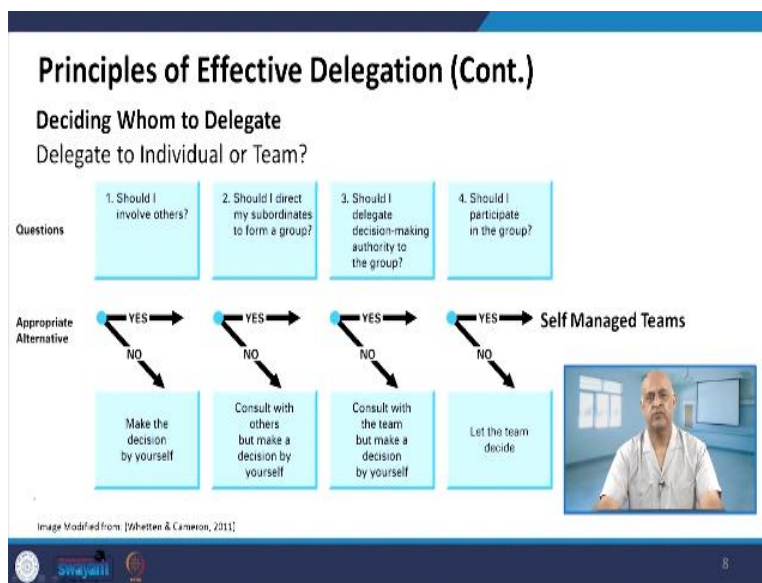 Principles of Effective Delegation (Cont.)
Deciding Whom to Delegate
Delegate to Individual or Team?
Questions
1. Should I
involve others?
2. Should I direct
my subordinates
to form a group?
3. Should I
delegate
decision-making
authority to
the group?
4. Should I
participate
in the group?
Appropriate
Alternative
YES
YES
YES
YES
Self Managed Teams
NO
NO
NO
NO
Make the
decision
by yourself
Consult with
others
but make a
decision by
yourself
Consult with
the team
but make a
decision
by yourself
Let the team
decide
Image Modified from: (Whetten & Cameron, 2011)
swayam
8